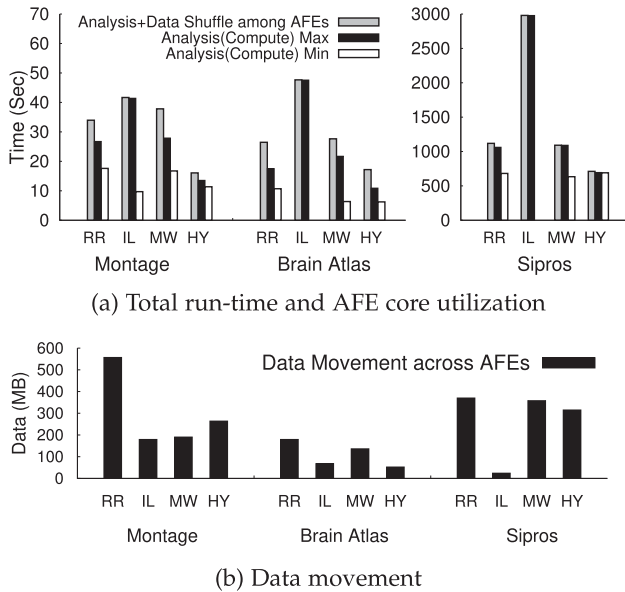 70
60
50
40
30
20
10
0
Time (Sec)
Analysis+Data Shuffle among AFEs
Analysis(Compute) Max
Analysis(Compute) Min
RR IL MW HY RR IL MW HY
Montage Brain Atlas
3000
2500
2000
1500
1000
500
0
RR IL MW HY
Sipros
(a) Total run-time and AFE core utilization
600
500
400
300
200
100
0
Data (MB)
Data Movement across AFEs
RR IL MW HY RR IL MW HY RR IL MW HY
Montage Brain Atlas Sipros
(b) Data movement